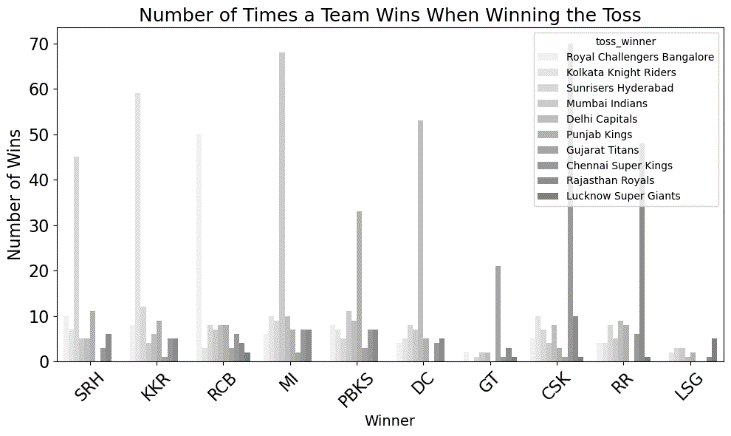 Number of Times a Team Wins When Winning the Toss
70
60
50
40
30
20
10
0
Number of Wins
toss_winner
Royal Challengers Bangalore
Kolkata Knight Riders
Sunrisers Hyderabad
Mumbai Indians
Delhi Capitals
Punjab Kings
Gujarat Titans
Chennai Super Kings
Rajasthan Royals
Lucknow Super Giants
SRH
KKR
RCB
MI
PBKS
DC
GT
CSK
RR
LSG
Winner